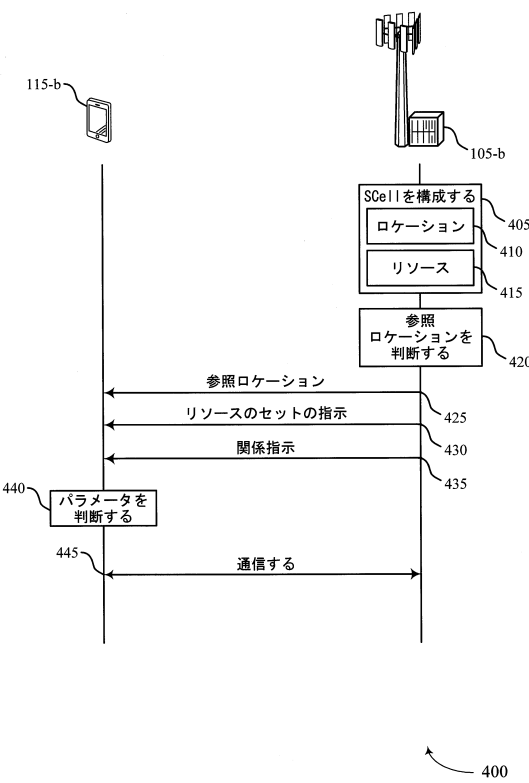 115-b
105-b
SCellを構成する
405
ロケーション
410
リソース
415
参照
ロケーションを
判断する
420
参照ロケーション
425
リソースのセットの指示
430
関係指示
435
440
パラメータを
判断する
445
通信する
400